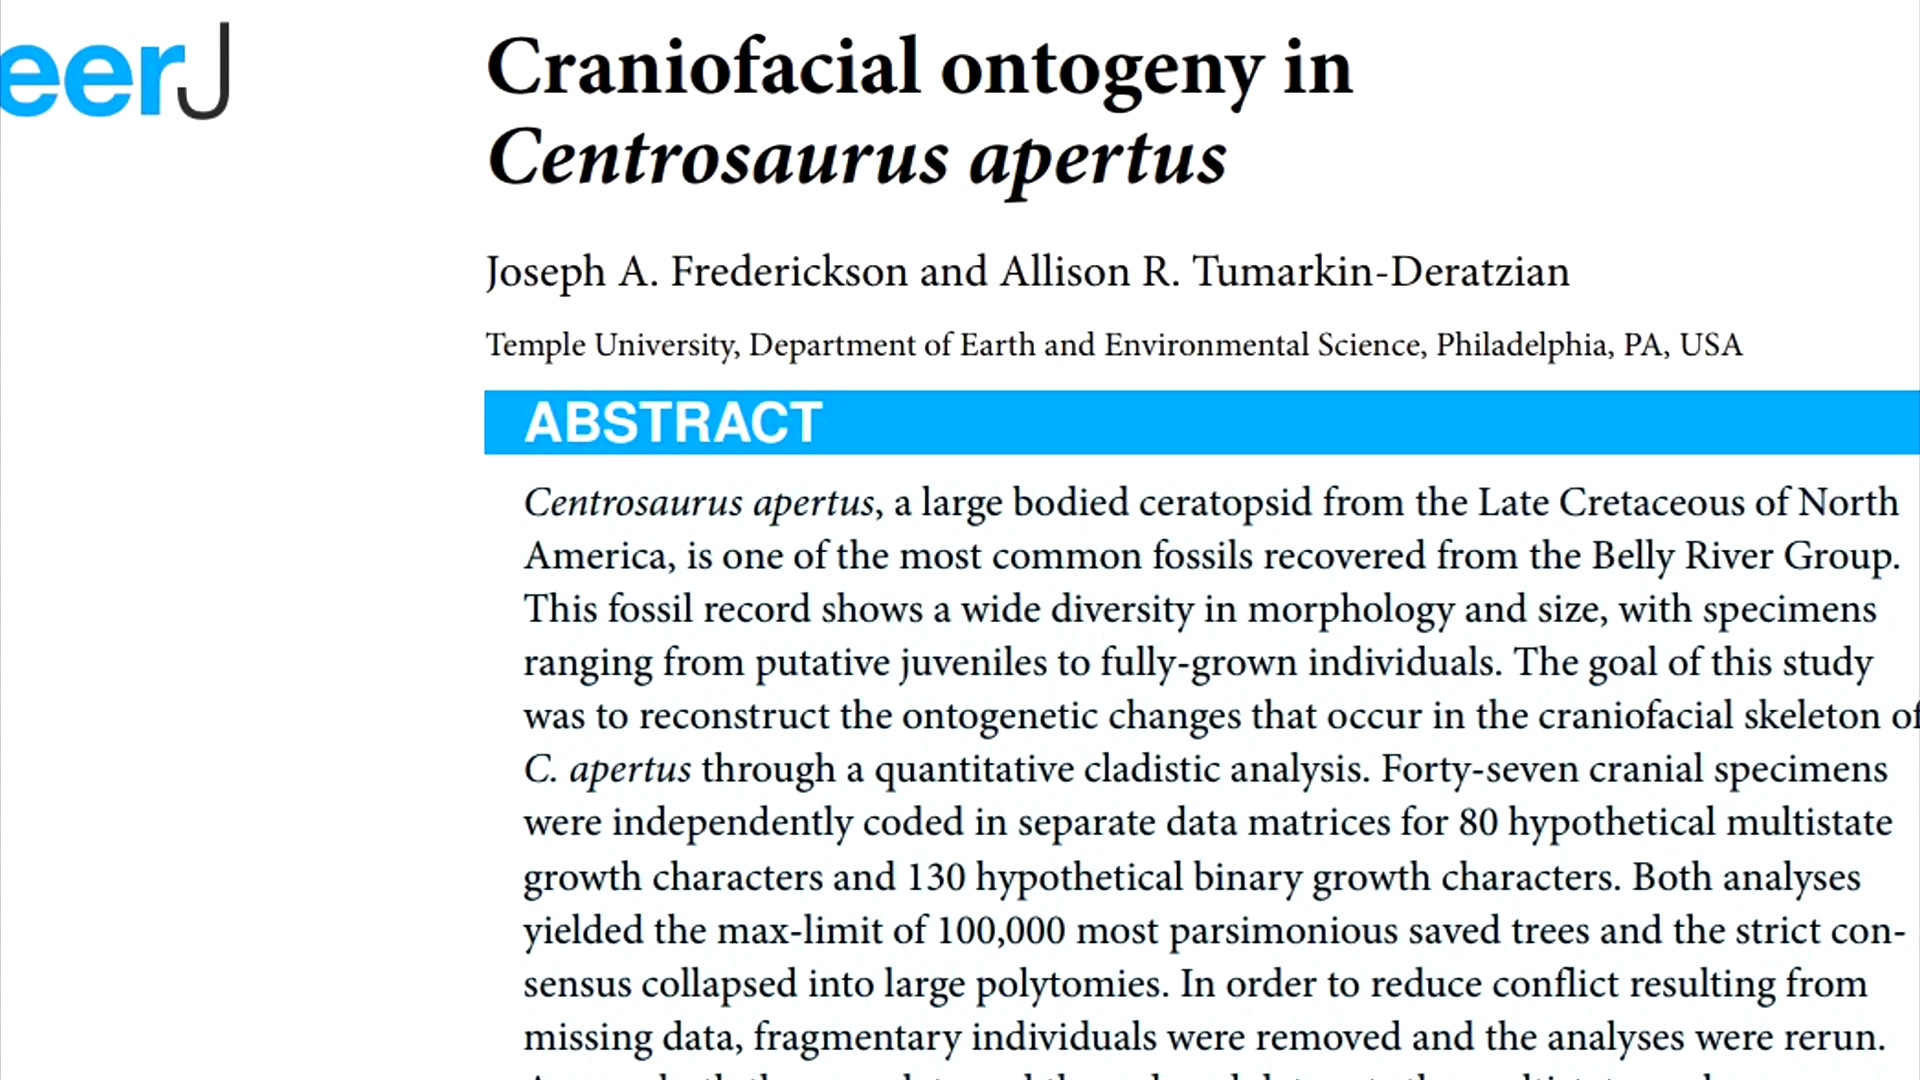 eerJ
Craniofacial ontogeny in
Centrosaurus apertus
Joseph A. Frederickson and Allison R. Tumarkin-Deratzian
Temple University, Department of Earth and Environmental Science, Philadelphia, PA, USA
ABSTRACT
Centrosaurus apertus, a large bodied ceratopsid from the Late Cretaceous of North
America, is one of the most common fossils recovered from the Belly River Group.
This fossil record shows a wide diversity in morphology and size, with specimens
ranging from putative juveniles to fully-grown individuals. The goal of this study
was to reconstruct the ontogenetic changes that occur in the craniofacial skeleton of
C. apertus through a quantitative cladistic analysis. Forty-seven cranial specimens
were independently coded in separate data matrices for 80 hypothetical multistate
growth characters and 130 hypothetical binary growth characters. Both analyses
yielded the max-limit of 100,000 most parsimonious saved trees and the strict con-
sensus collapsed into large polytomies. In order to reduce conflict resulting from
missing data, fragmentary individuals were removed and the analyses were rerun.